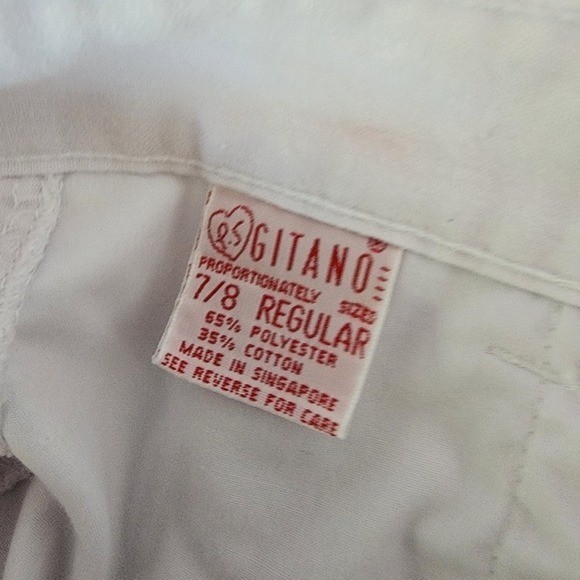 P.S GITANO ®
PROPORTIONATELY SIZED
7/8 REGULAR
65% POLYESTER
35% COTTON
MADE IN SINGAPORE
SEE REVERSE FOR CARE